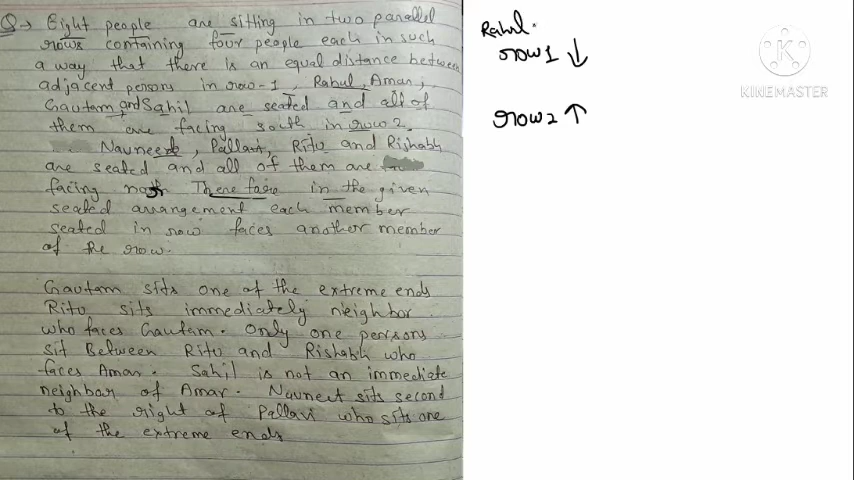 Q → Eight people are sitting in two parallel
rows containing four people each in such
a way that there is an equal distance between
adjacent persons in row-1, Rahul, Aman,
Gautam and Sahil are seated and all of
them are facing south in row 2
Navneet, Pallavi, Ritu and Rishabh
are seated and all of them are
facing north There fore in the given
seated arrangement each member
seated in row faces another member
of the row.
Gautam sits one of the extreme ends
Ritu sits immediately neighbor
who faces Gautam. Only one persons
sit Between Ritu and Rishabh who
faces Aman. Sahil is not an immediate
neighbar of Amar. Navneet sits second
to the right of Pallavi who sits one
of the extreme ends
Rahul.
row1 ↓
row2 ↑
KINEMASTER